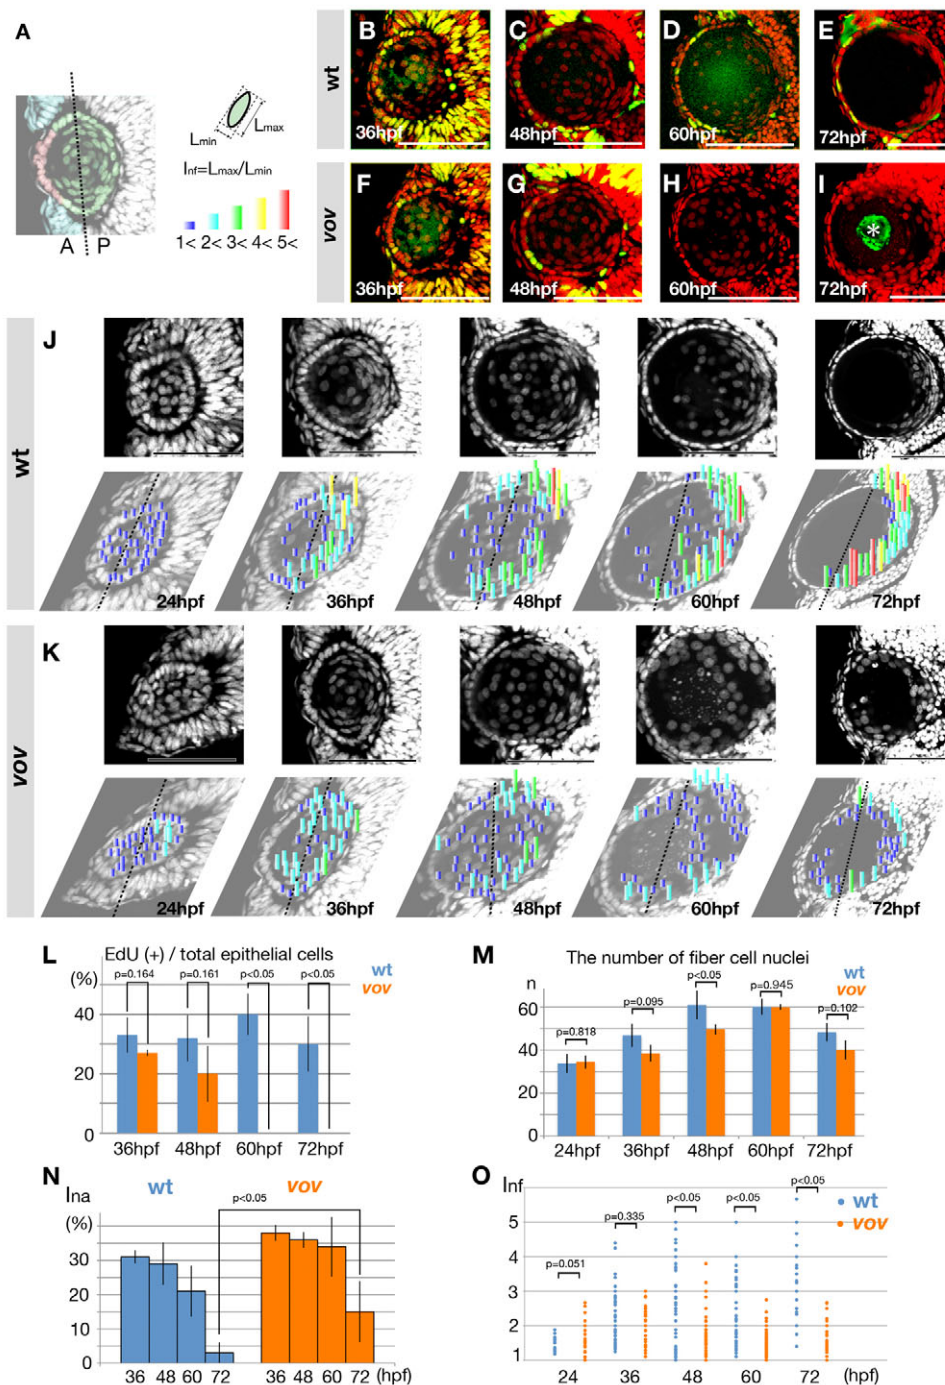 A
Lmin
Lmax
Inf=Lmax/Lmin
1< 2< 3< 4< 5<
A P
wt
B
36hpf
C
48hpf
D
60hpf
E
72hpf
vov
F
36hpf
G
48hpf
H
60hpf
I
*
72hpf
wt
J
24hpf
36hpf
48hpf
60hpf
72hpf
vov
K
24hpf
36hpf
48hpf
60hpf
72hpf
L
EdU (+) / total epithelial cells
(%)
p=0.164
p=0.161
p<0.05
p<0.05
wt
vov
40
20
0
36hpf 48hpf 60hpf 72hpf
M
The number of fiber cell nuclei
n
wt
vov
p=0.818
p=0.095
p<0.05
p=0.945
p=0.102
60
40
20
0
24hpf 36hpf 48hpf 60hpf 72hpf
N
Ina
(%)
wt
vov
p<0.05
30
20
10
0
36 48 60 72 36 48 60 72 (hpf)
O
Inf
wt
vov
p=0.051
p=0.335
p<0.05
p<0.05
p<0.05
5
4
3
2
1
24 36 48 60 72 (hpf)